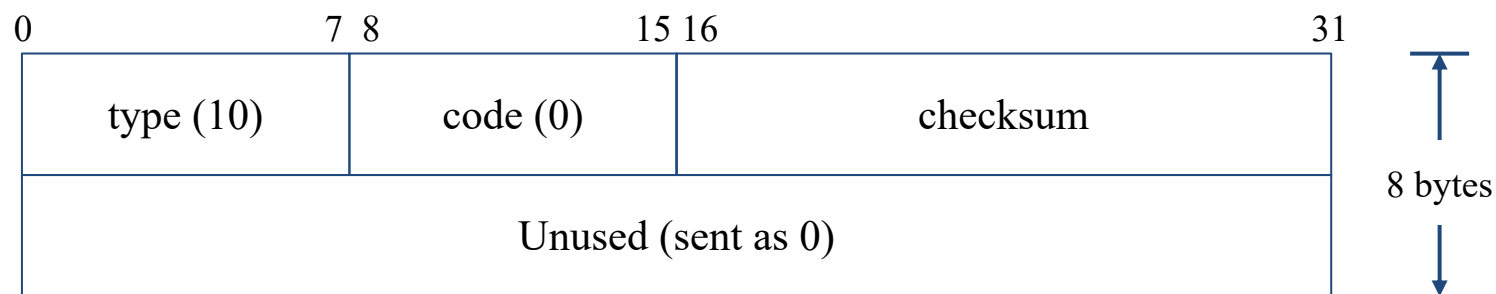 0 7 8 15 16 31
type (10) code (0) checksum
8 bytes
Unused (sent as 0)